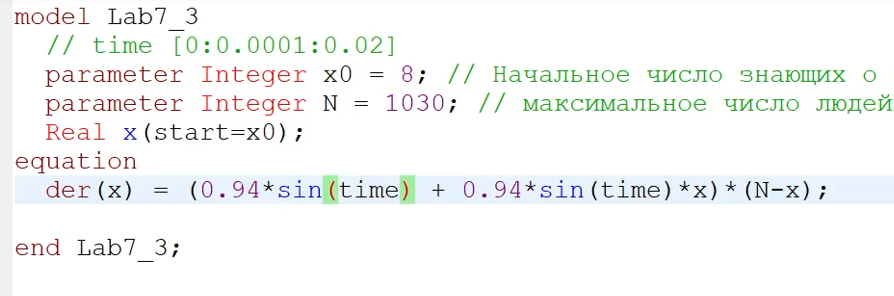 model Lab7_3
// time [0:0.0001:0.02]
parameter Integer x0 = 8; // Начальное число знающих о
parameter Integer N = 1030; // максимальное число людей
Real x(start=x0);
equation
der(x) = (0.94*sin(time) + 0.94*sin(time)*x)*(N-x);
end Lab7_3;